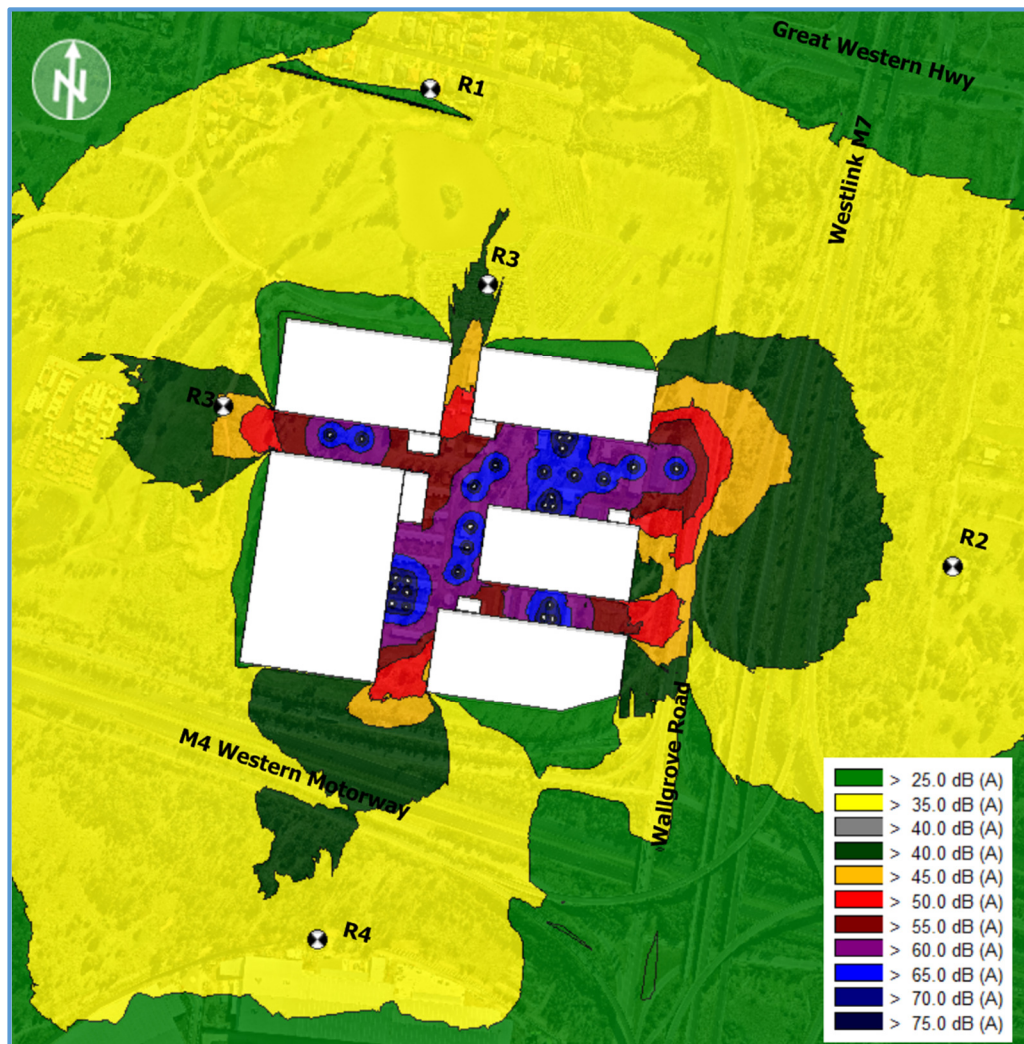 Great Western Hwy
N
R1
Westlink M7
R3
R3
R2
M4 Western Motorway
Wallgrove Road
R4
> 25.0 dB (A)
> 35.0 dB (A)
> 40.0 dB (A)
> 40.0 dB (A)
> 45.0 dB (A)
> 50.0 dB (A)
> 55.0 dB (A)
> 60.0 dB (A)
> 65.0 dB (A)
> 70.0 dB (A)
> 75.0 dB (A)